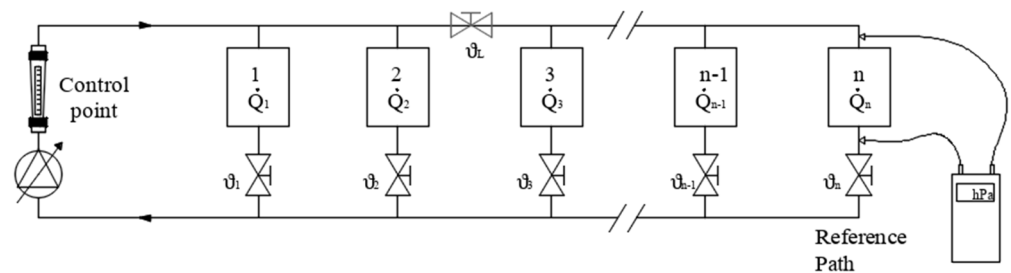 Control
point
1
Q̇₁
2
Q̇₂
3
Q̇₃
n-1
Q̇ₙ₋₁
n
Q̇ₙ
ϑL
ϑ₁
ϑ₂
ϑ₃
ϑₙ₋₁
ϑₙ
hPa
Reference
Path